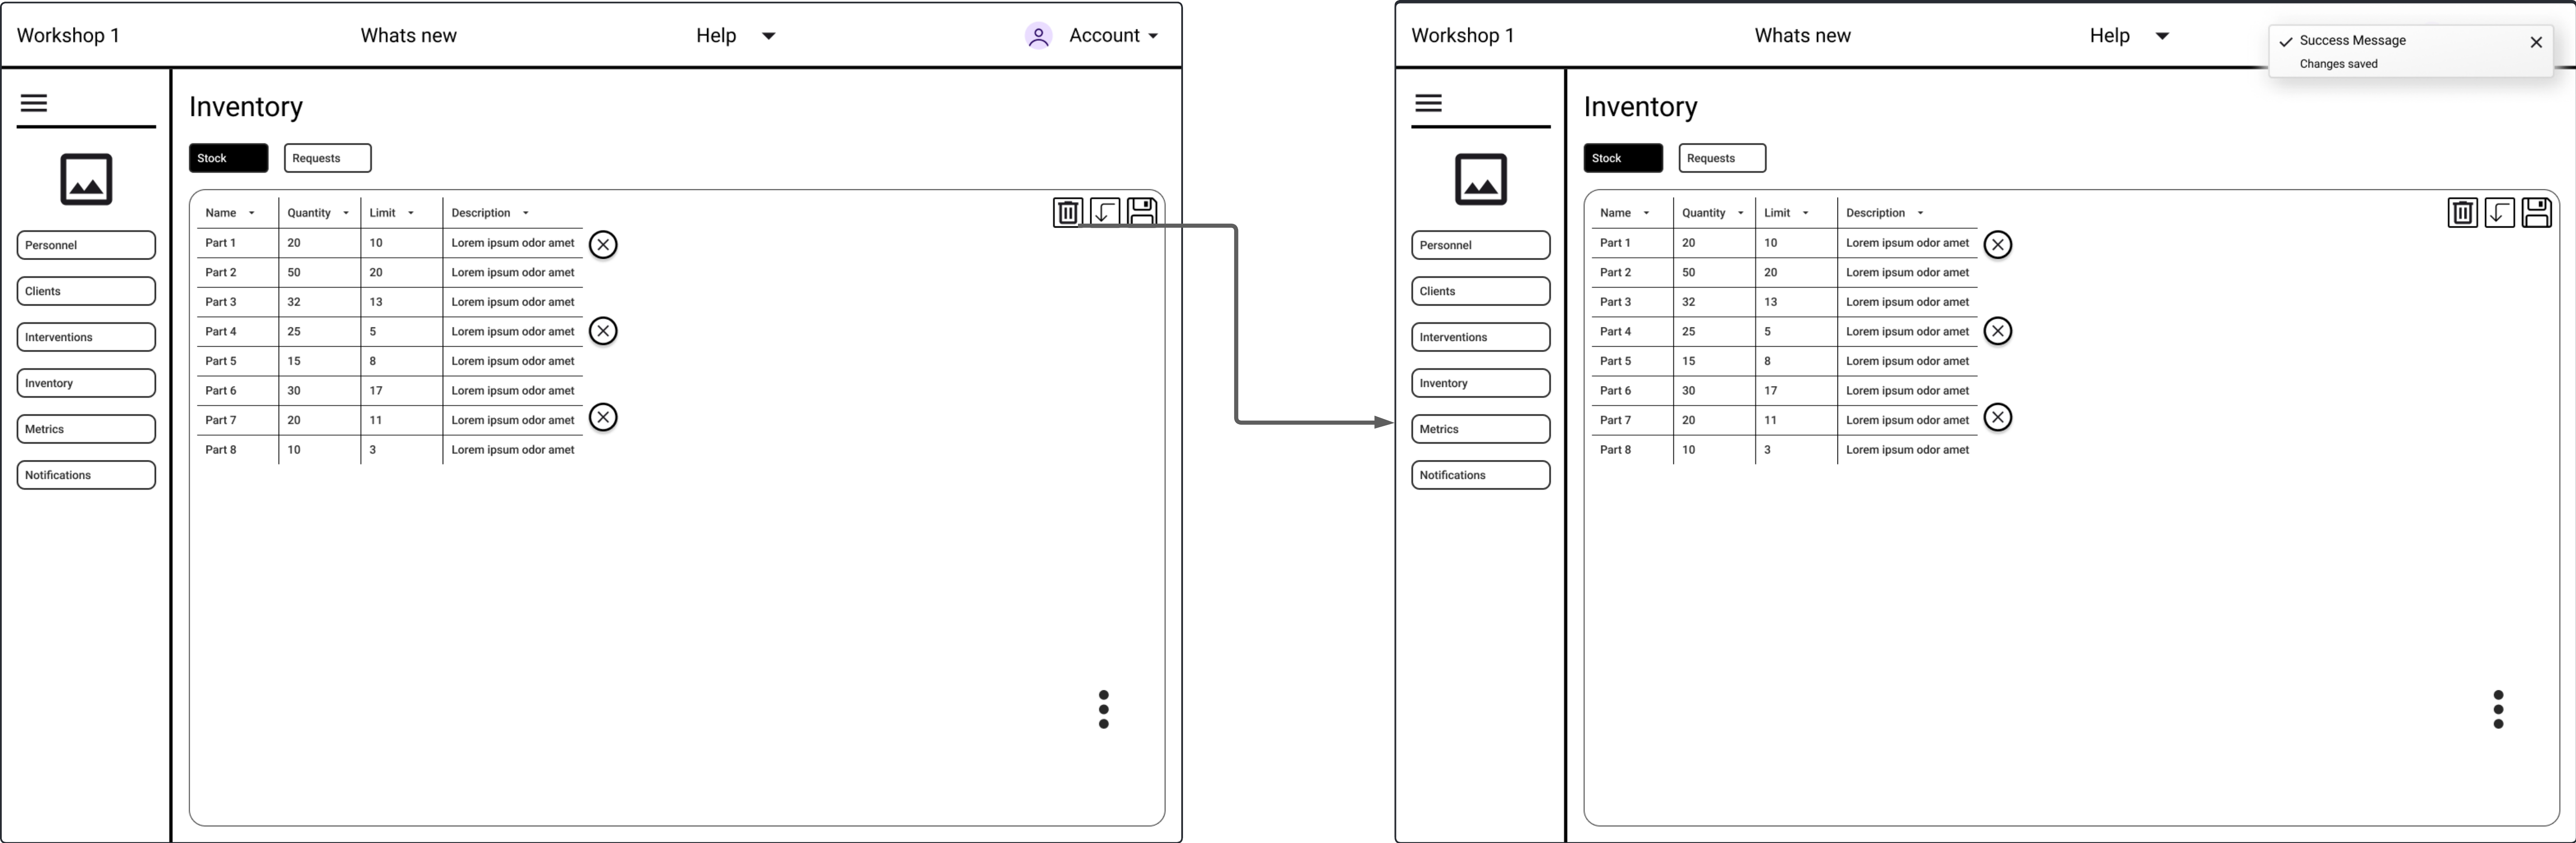 Workshop 1 Whats new Help Account
Inventory
Stock Requests
Name Quantity Limit Description
Part 1 20 10 Lorem ipsum odor amet
Part 2 50 20 Lorem ipsum odor amet
Part 3 32 13 Lorem ipsum odor amet
Part 4 25 5 Lorem ipsum odor amet
Part 5 15 8 Lorem ipsum odor amet
Part 6 30 17 Lorem ipsum odor amet
Part 7 20 11 Lorem ipsum odor amet
Part 8 10 3 Lorem ipsum odor amet
Personnel
Clients
Interventions
Inventory
Metrics
Notifications
Workshop 1 Whats new Help
Success Message
Changes saved
Inventory
Stock Requests
Name Quantity Limit Description
Part 1 20 10 Lorem ipsum odor amet
Part 2 50 20 Lorem ipsum odor amet
Part 3 32 13 Lorem ipsum odor amet
Part 4 25 5 Lorem ipsum odor amet
Part 5 15 8 Lorem ipsum odor amet
Part 6 30 17 Lorem ipsum odor amet
Part 7 20 11 Lorem ipsum odor amet
Part 8 10 3 Lorem ipsum odor amet
Personnel
Clients
Interventions
Inventory
Metrics
Notifications